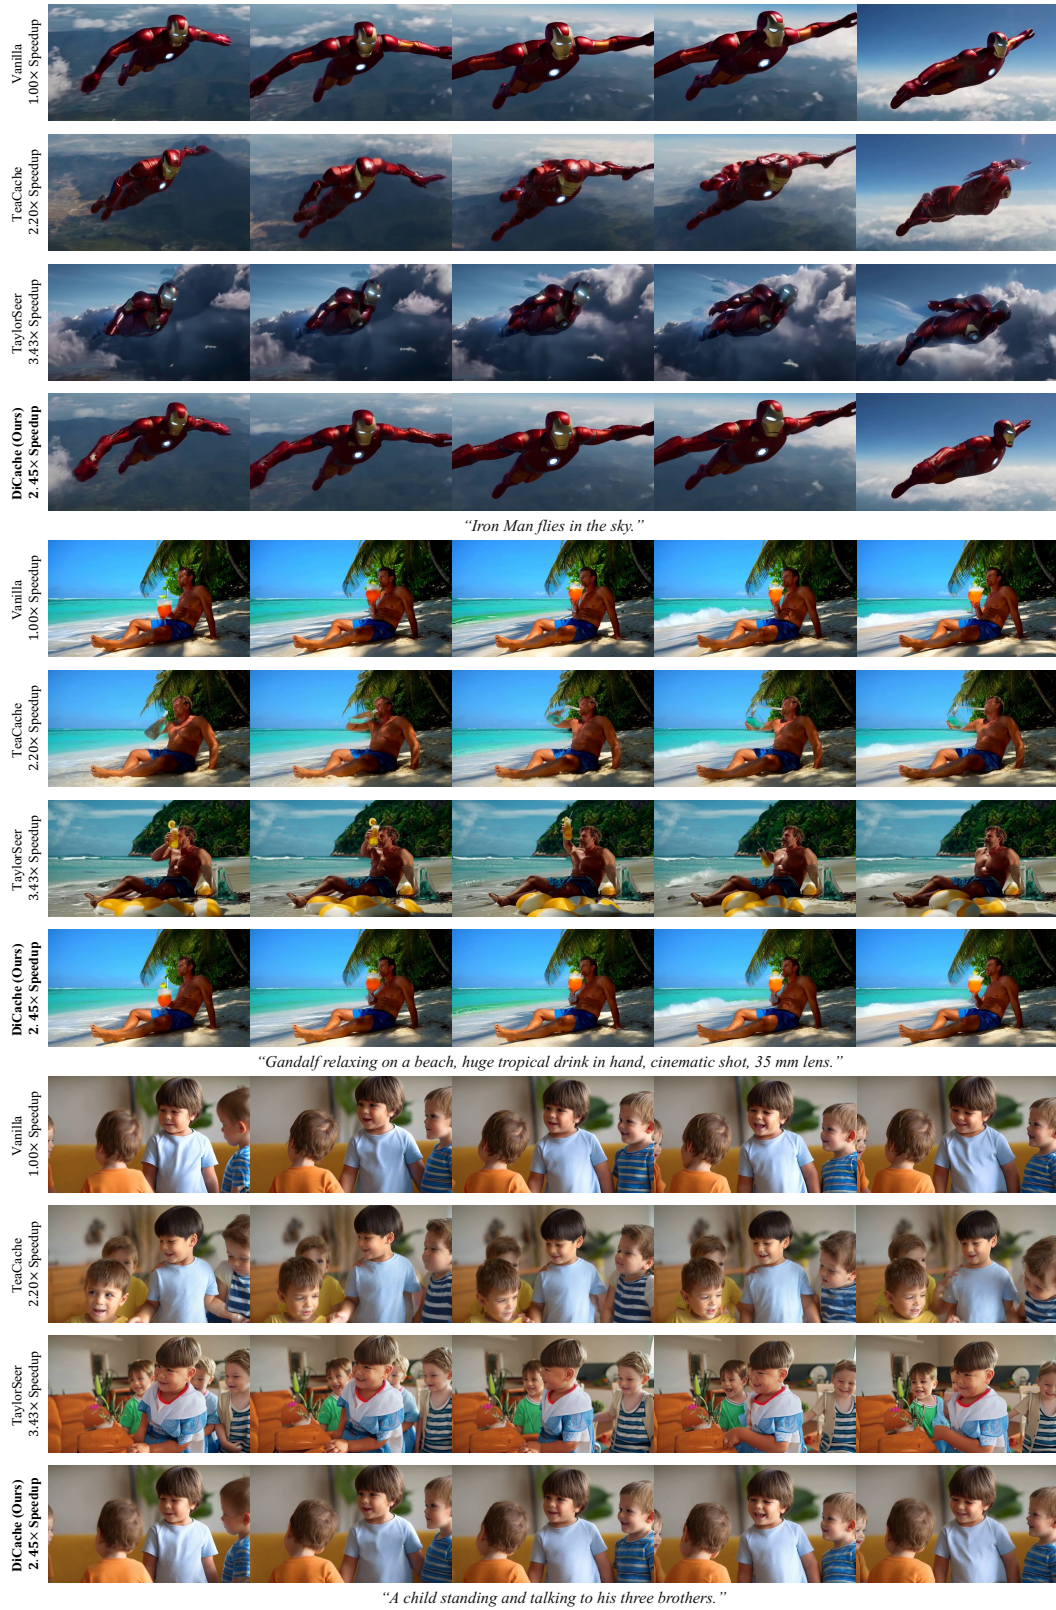 Vanilla
1.00× Speedup
TeaCache
2.20× Speedup
TaylorSeer
3.43× Speedup
DiCache (Ours)
2.45× Speedup
“Iron Man flies in the sky.”
Vanilla
1.00× Speedup
TeaCache
2.20× Speedup
TaylorSeer
3.43× Speedup
DiCache (Ours)
2.45× Speedup
“Gandalf relaxing on a beach, huge tropical drink in hand, cinematic shot, 35 mm lens.”
Vanilla
1.00× Speedup
TeaCache
2.20× Speedup
TaylorSeer
3.43× Speedup
DiCache (Ours)
2.45× Speedup
“A child standing and talking to his three brothers.”